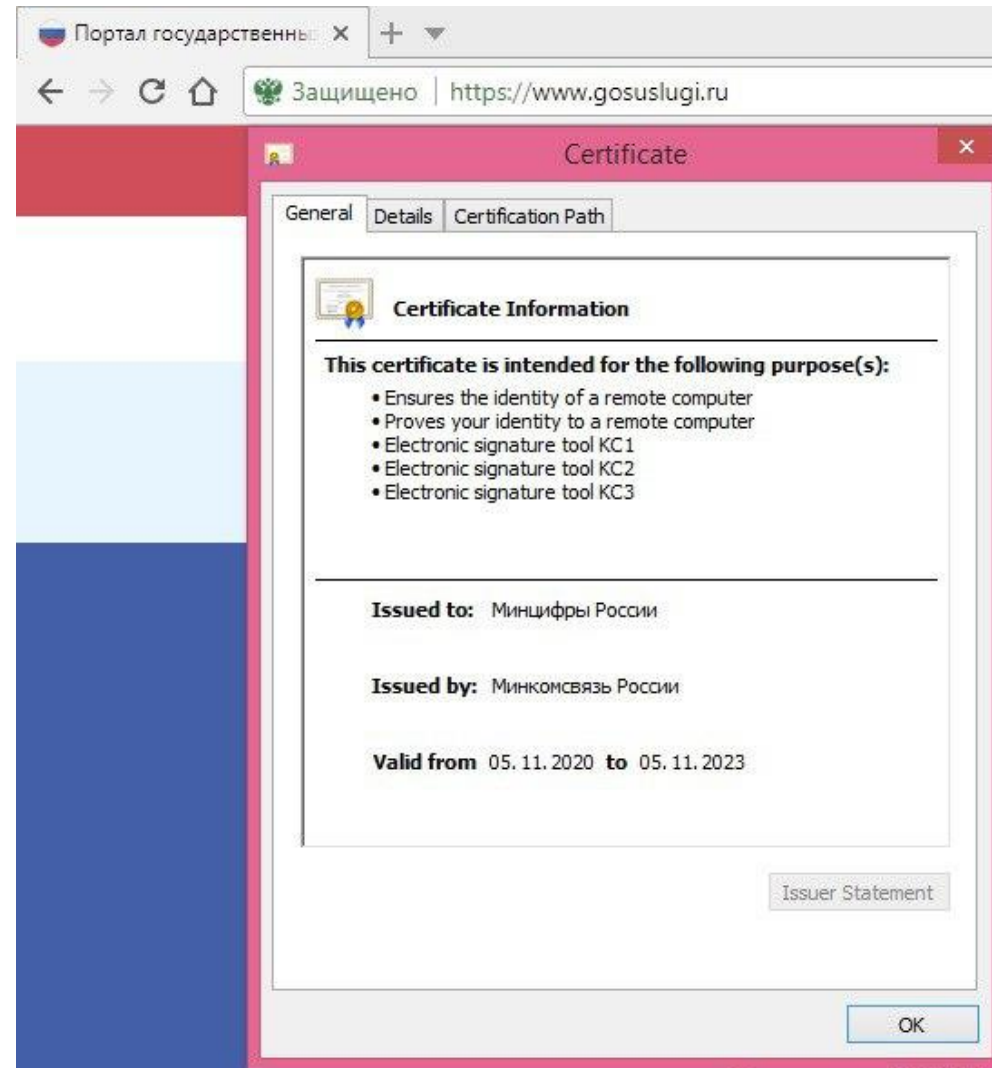 Портал государственны
Защищено | https://www.gosuslugi.ru
Certificate
General Details Certification Path
Certificate Information
This certificate is intended for the following purpose(s):
• Ensures the identity of a remote computer
• Proves your identity to a remote computer
• Electronic signature tool KC1
• Electronic signature tool KC2
• Electronic signature tool KC3
Issued to: Минцифры России
Issued by: Минкомсвязь России
Valid from 05.11.2020 to 05.11.2023
Issuer Statement
OK